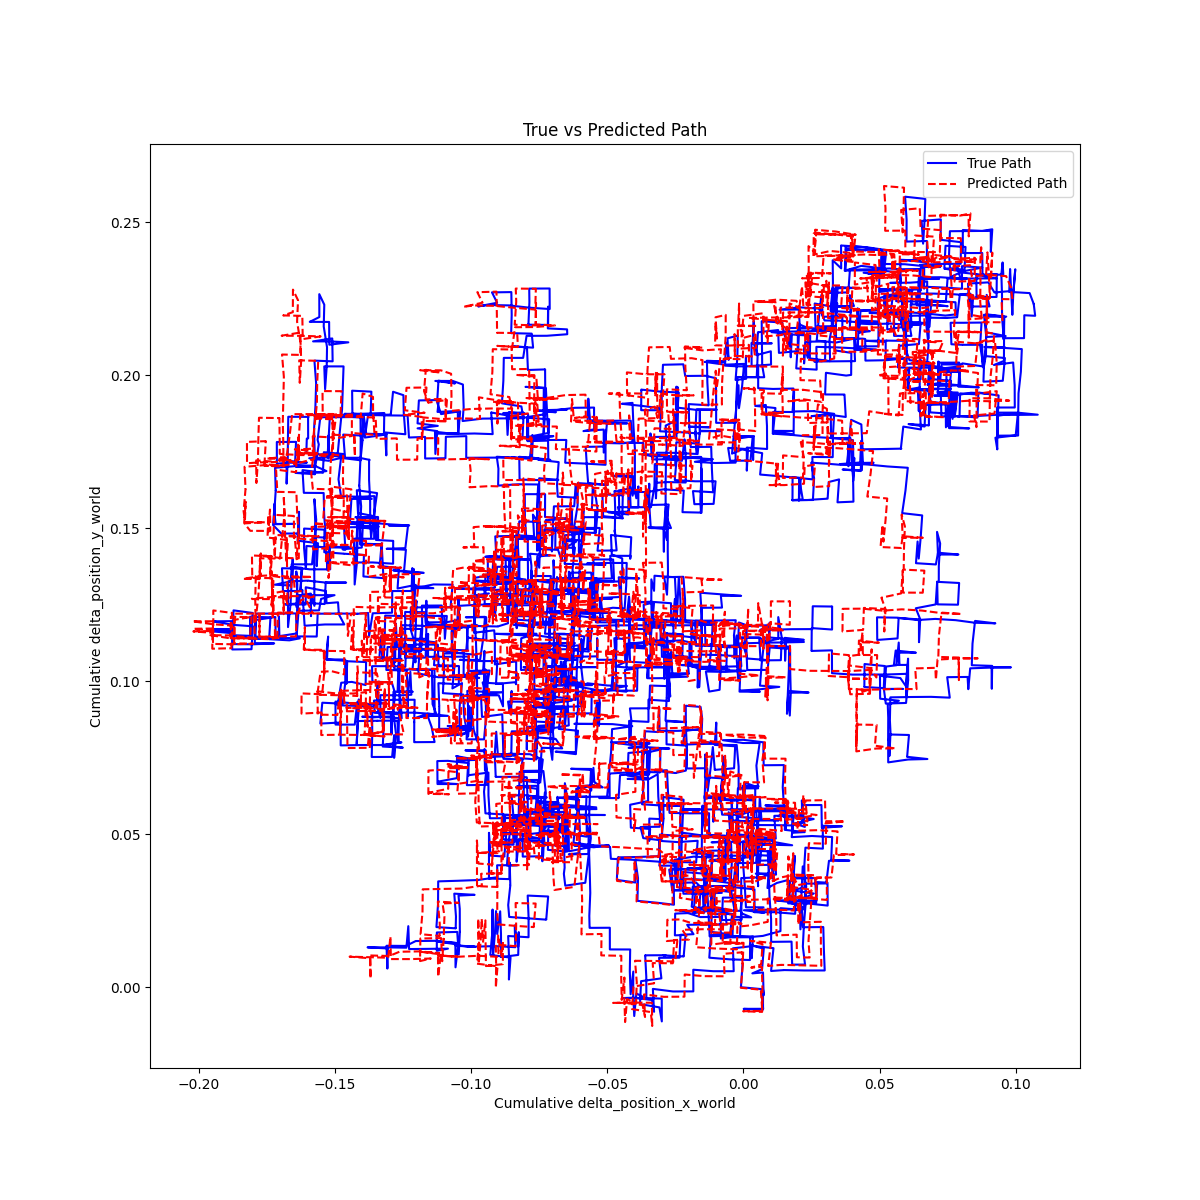 True vs Predicted Path
True Path
Predicted Path
0.25
0.20
0.15
0.10
0.05
0.00
Cumulative delta_position_y_world
−0.20
−0.15
−0.10
−0.05
0.00
0.05
0.10
Cumulative delta_position_x_world